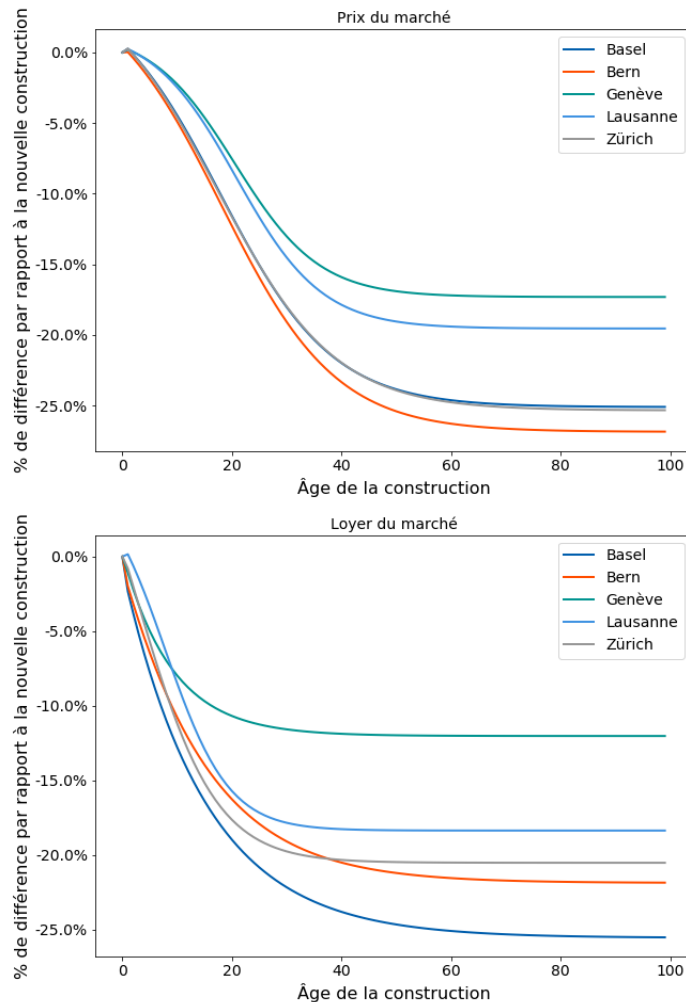 Prix du marché
% de différence par rapport à la nouvelle construction
0.0%
-5.0%
-10.0%
-15.0%
-20.0%
-25.0%
Basel
Bern
Genève
Lausanne
Zürich
0
20
40
60
80
100
Âge de la construction
Loyer du marché
% de différence par rapport à la nouvelle construction
0.0%
-5.0%
-10.0%
-15.0%
-20.0%
-25.0%
Basel
Bern
Genève
Lausanne
Zürich
0
20
40
60
80
100
Âge de la construction